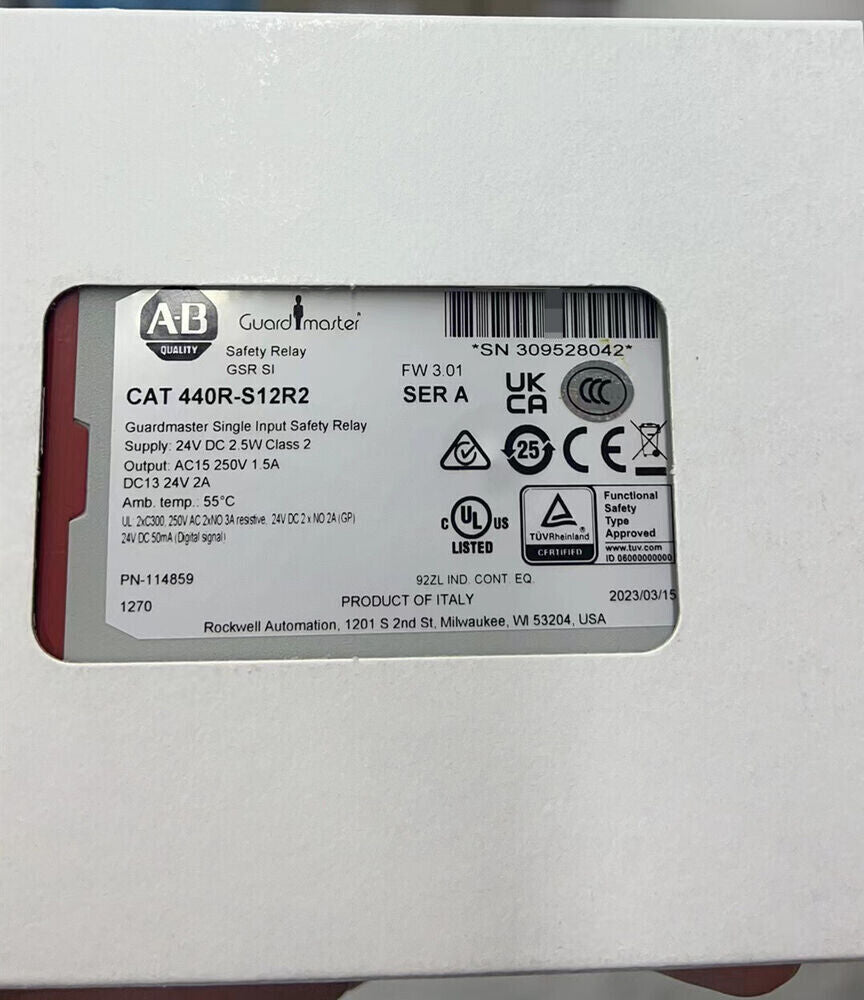 A-B
QUALITY
Guardmaster
Safety Relay
GSR SI
CAT 440R-S12R2
FW 3.01
SER A
*SN 309528042*
UK
CA
CCC
Guardmaster Single Input Safety Relay
Supply: 24V DC 2.5W Class 2
Output: AC15 250V 1.5A
DC13 24V 2A
Amb. temp.: 55°C
UL: 2xC300, 250V AC 2xNO 3A resistive, 24V DC 2 x NO 2A (GP)
24V DC 50mA (Digital signal)
25
CE
C UL US
LISTED
TÜVRheinland
CERTIFIED
Functional
Safety
Type
Approved
www.tuv.com
ID 06000000000
PN-114859
92ZL IND. CONT. EQ.
1270
PRODUCT OF ITALY
2023/03/15
Rockwell Automation, 1201 S 2nd St, Milwaukee, WI 53204, USA